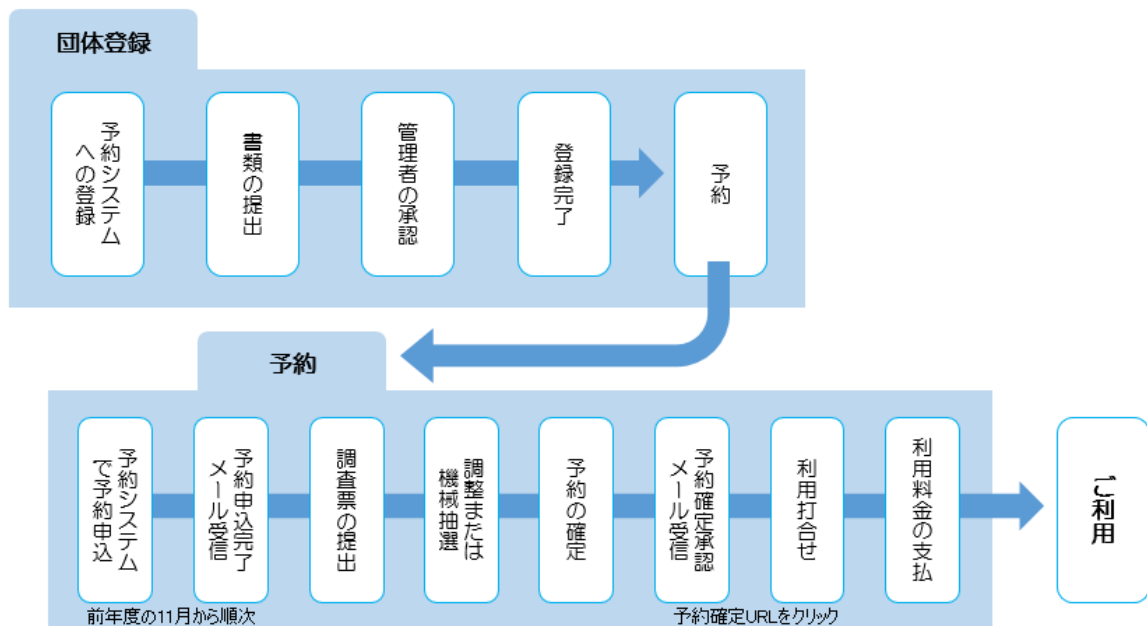 団体登録
予約システム
への登録
書類の提出
管理者の承認
登録完了
予約
予約
予約システム
で予約申込
予約申込完了
メール受信
調査票の提出
調整または
機械抽選
予約の確定
予約確定承認
メール受信
利用打合せ
利用料金の支払
ご利用
前年度の11月から順次
予約確定URLをクリック